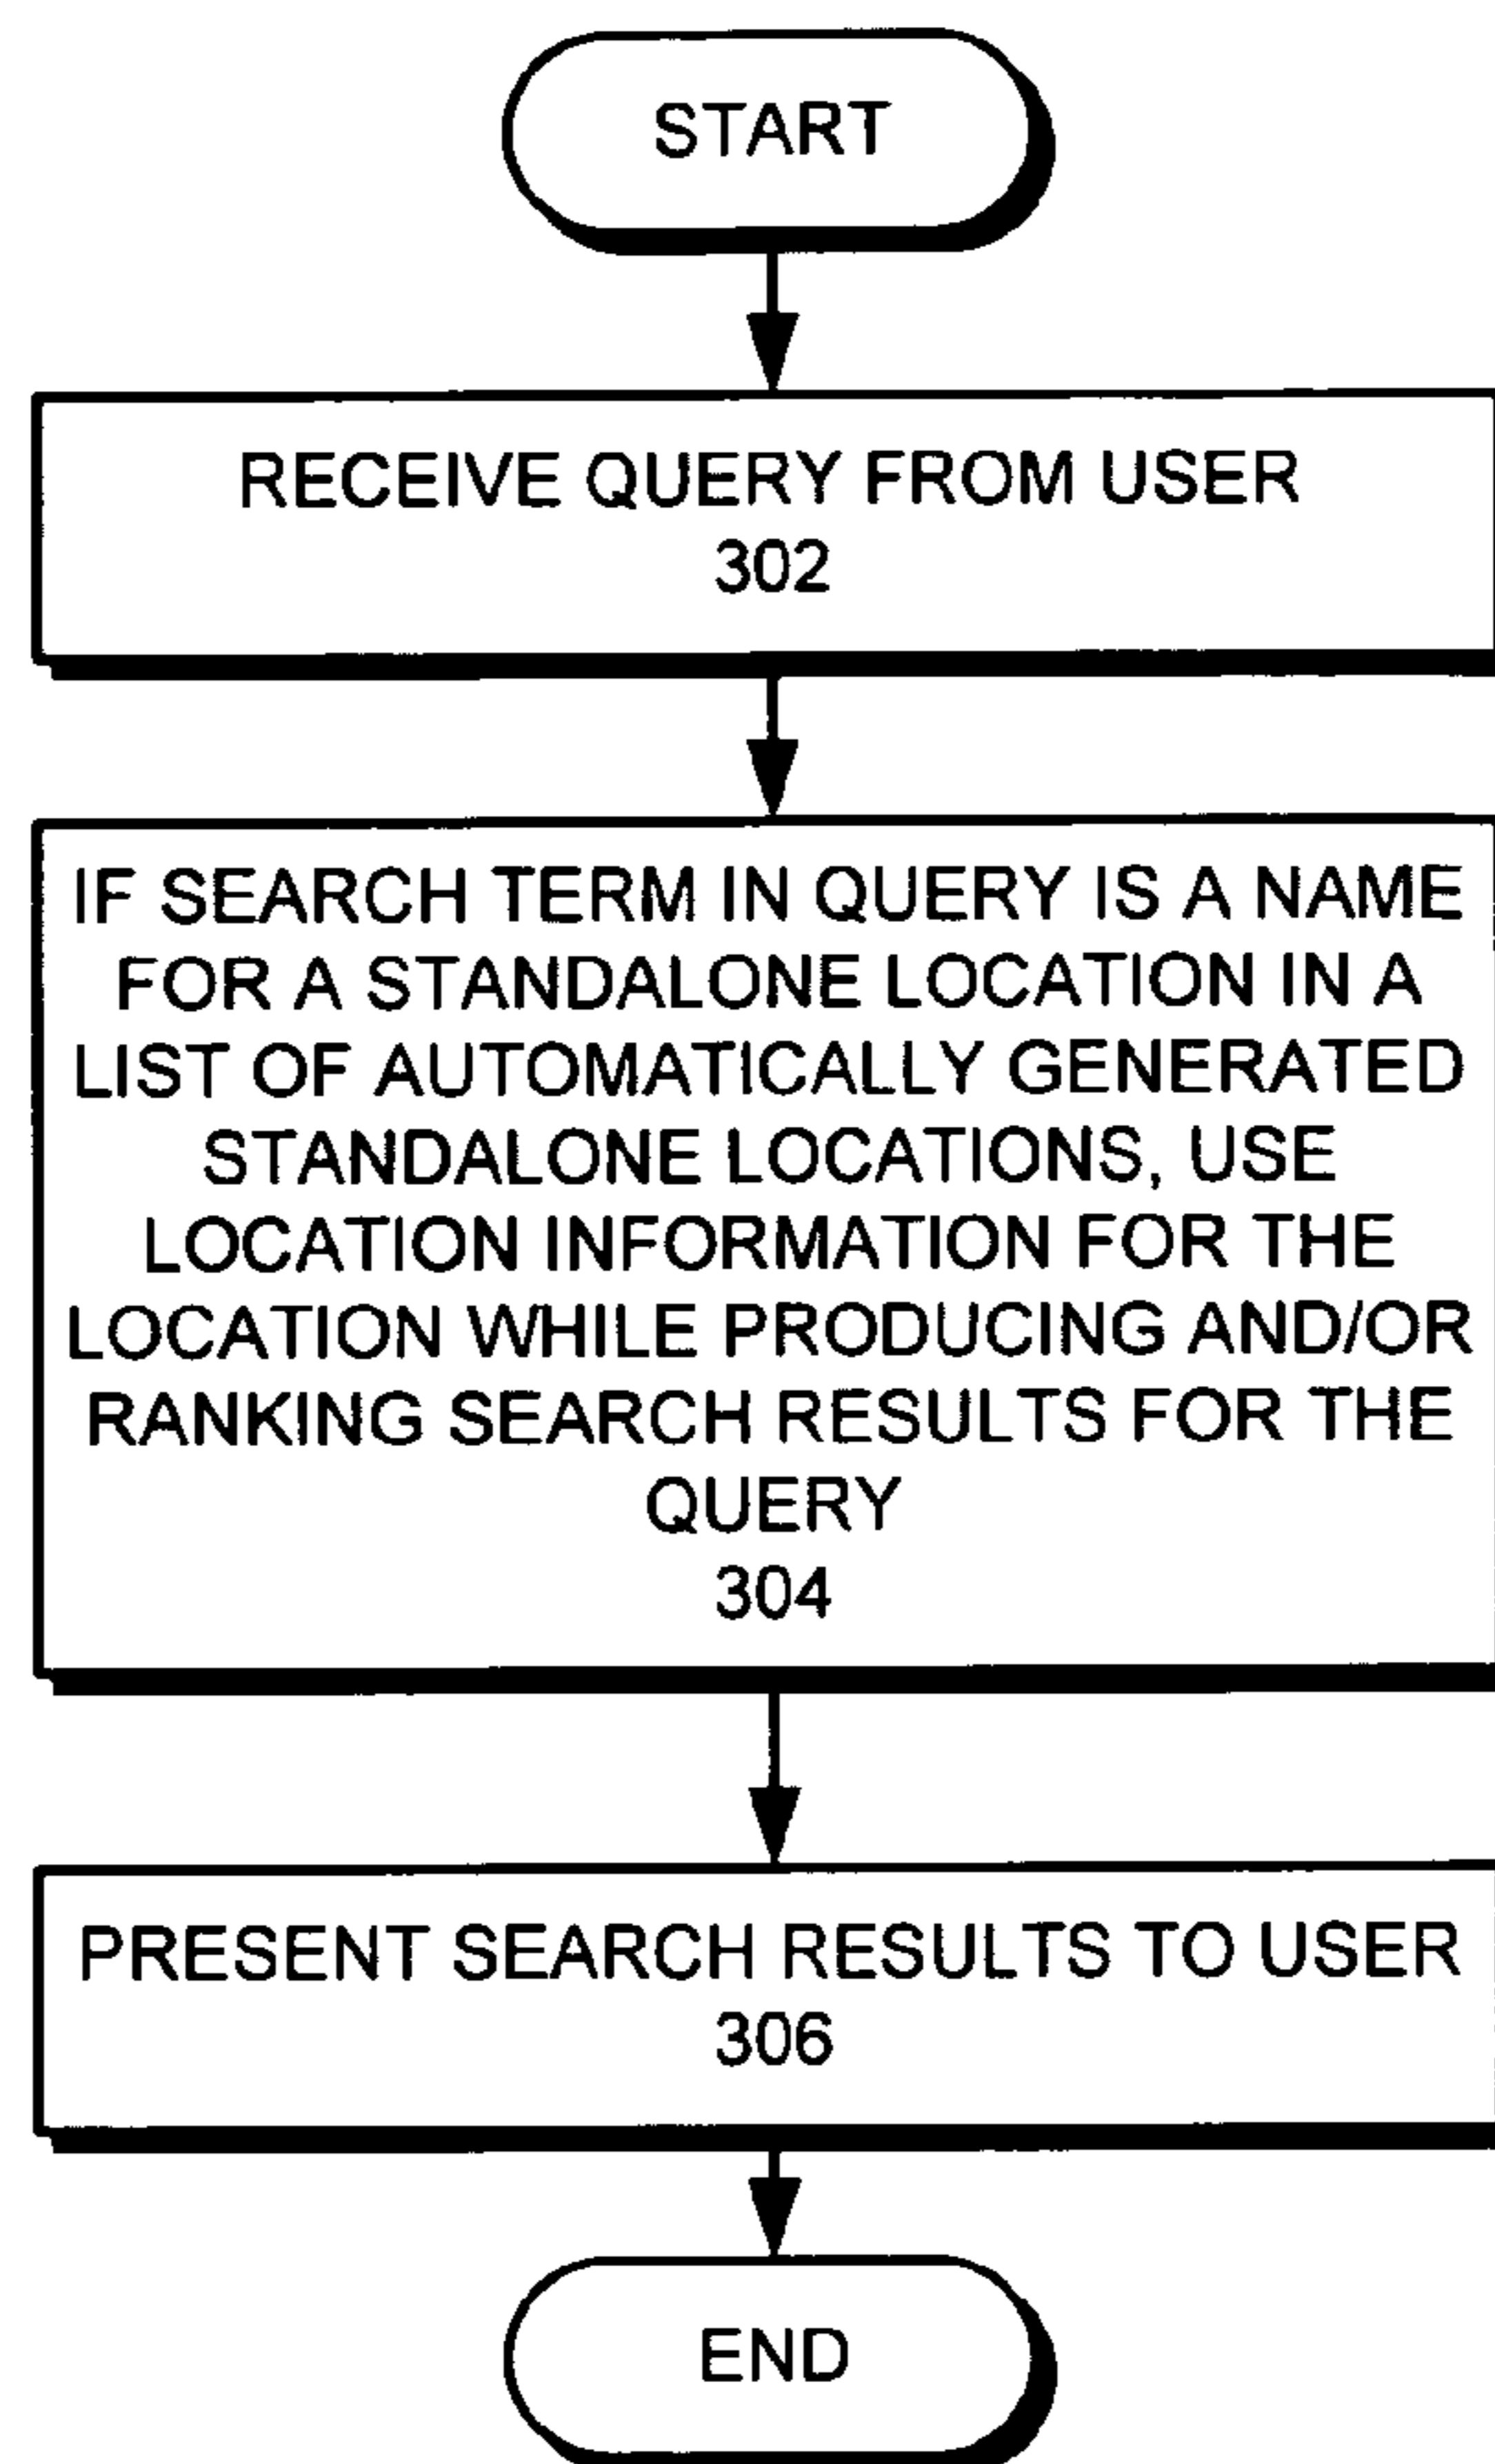 START
RECEIVE QUERY FROM USER
302
IF SEARCH TERM IN QUERY IS A NAME
FOR A STANDALONE LOCATION IN A
LIST OF AUTOMATICALLY GENERATED
STANDALONE LOCATIONS, USE
LOCATION INFORMATION FOR THE
LOCATION WHILE PRODUCING AND/OR
RANKING SEARCH RESULTS FOR THE
QUERY
304
PRESENT SEARCH RESULTS TO USER
306
END